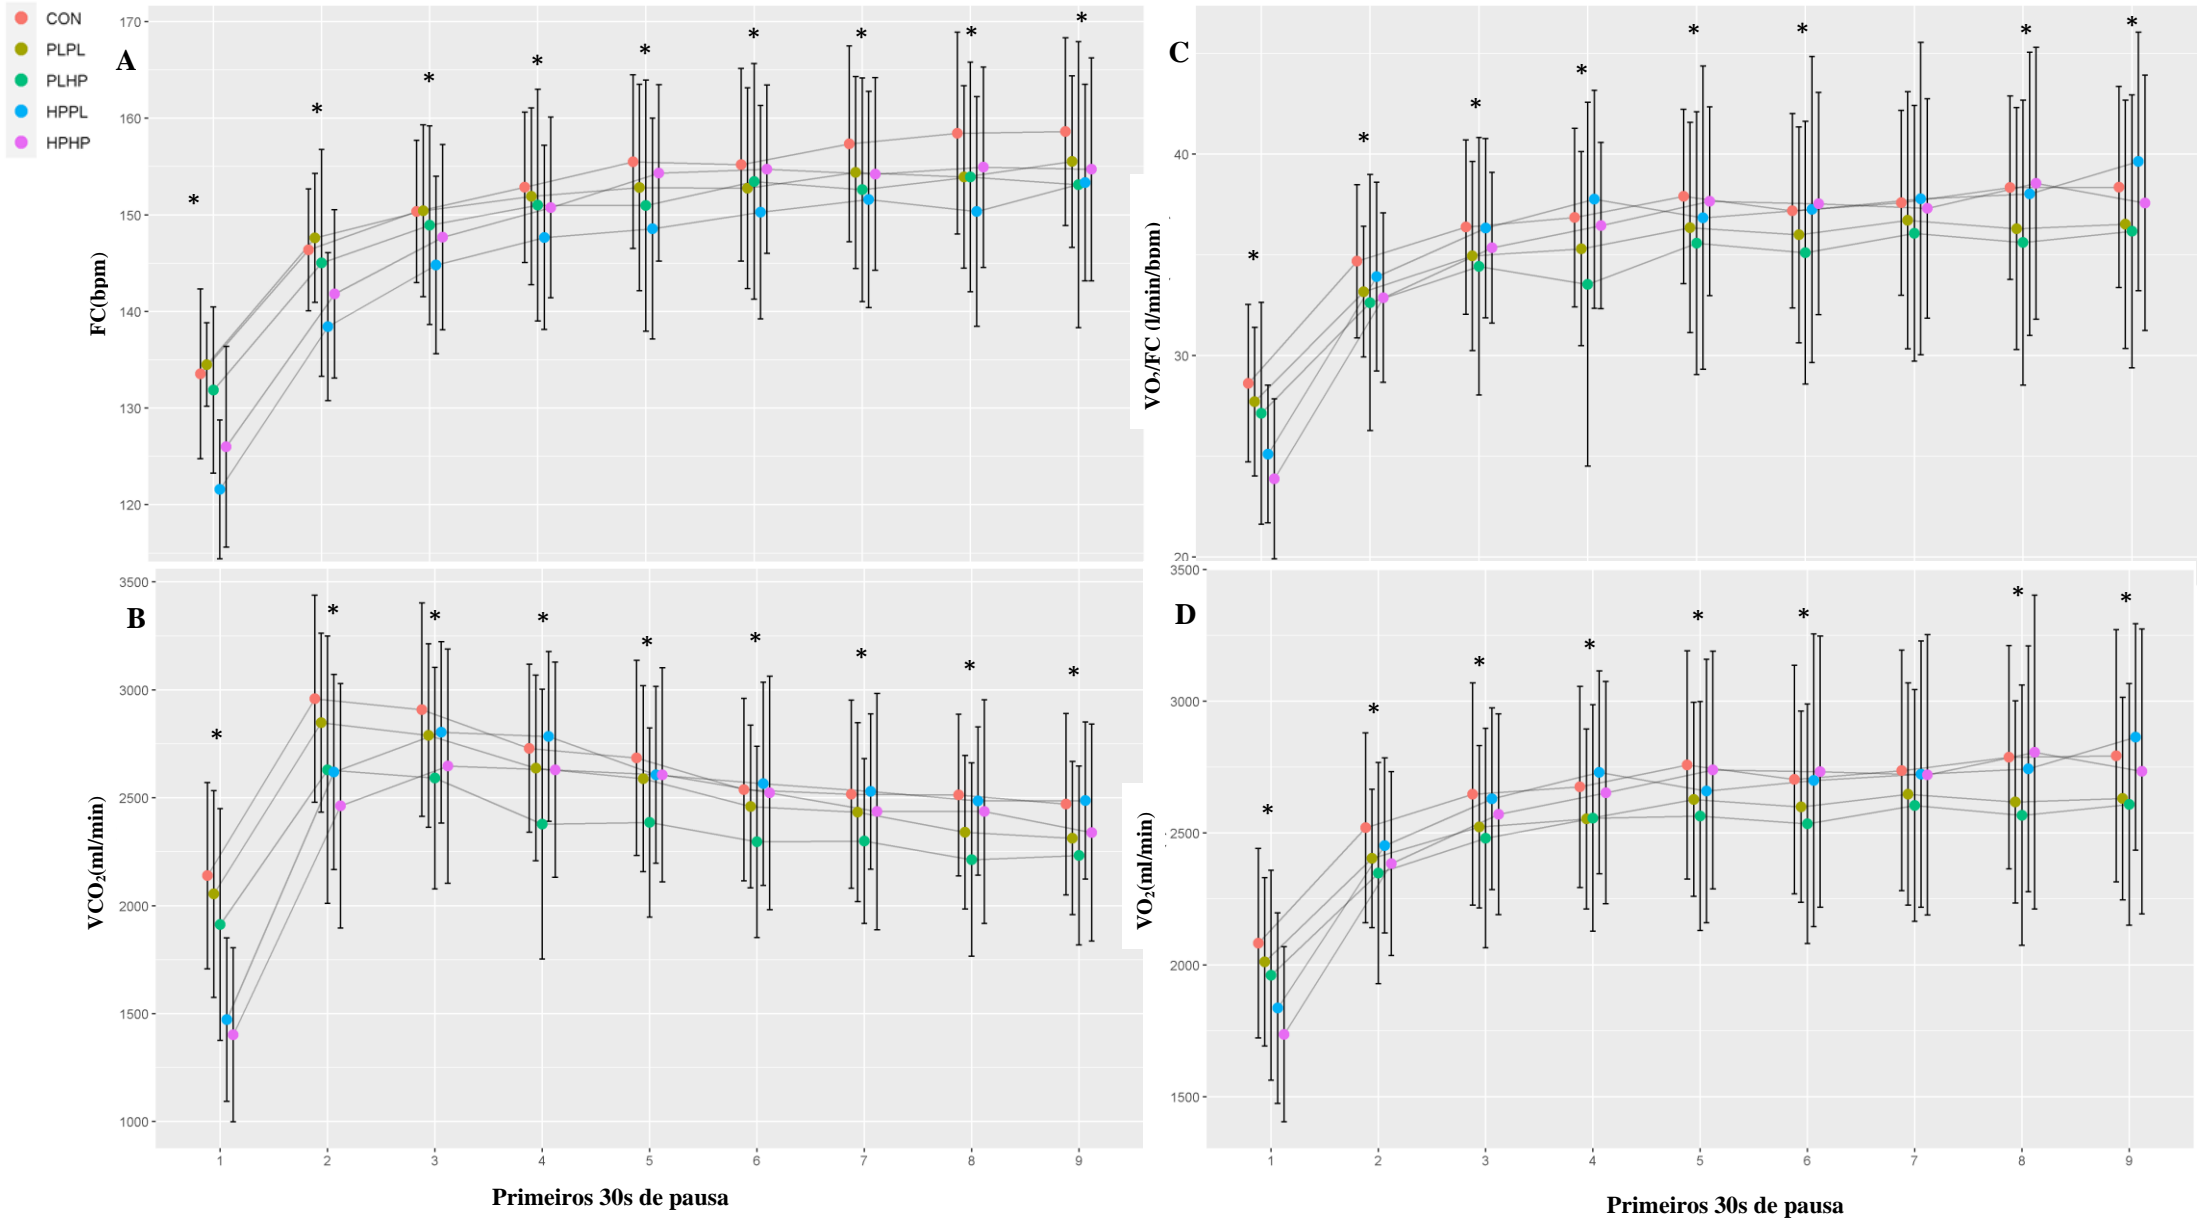 CON
PLPL
PLHP
HPPL
HPHP
A
170
160
150
140
130
120
FC(bpm)
* * * * * * * * *
C
40
30
20
VO₂/FC (l/min/bpm)
* * * * * * * *
B
3500
3000
2500
2000
1500
1000
VCO₂(ml/min)
* * * * * * * * *
1 2 3 4 5 6 7 8 9
Primeiros 30s de pausa
D
3500
3000
2500
2000
1500
VO₂(ml/min)
* * * * * * * *
1 2 3 4 5 6 7 8 9
Primeiros 30s de pausa